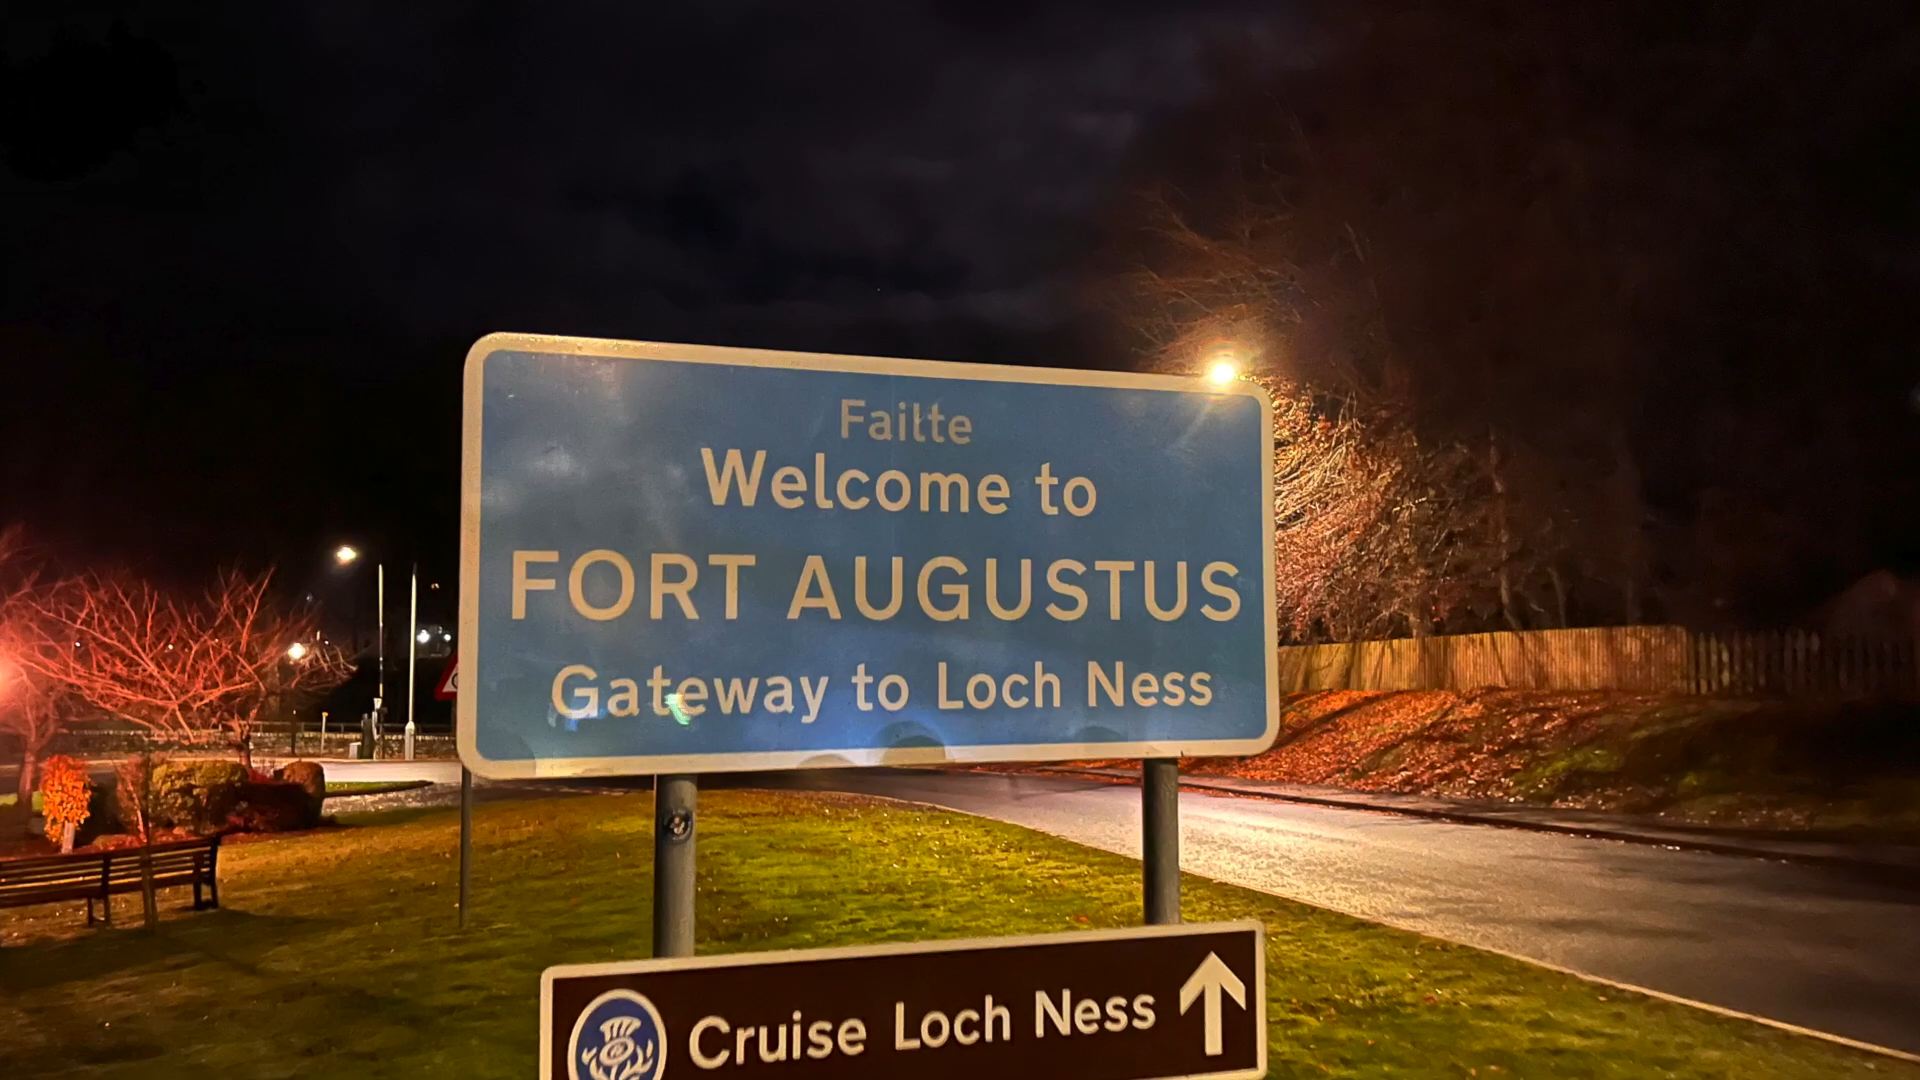 Failte
Welcome to
FORT AUGUSTUS
Gateway to Loch Ness
Cruise Loch Ness